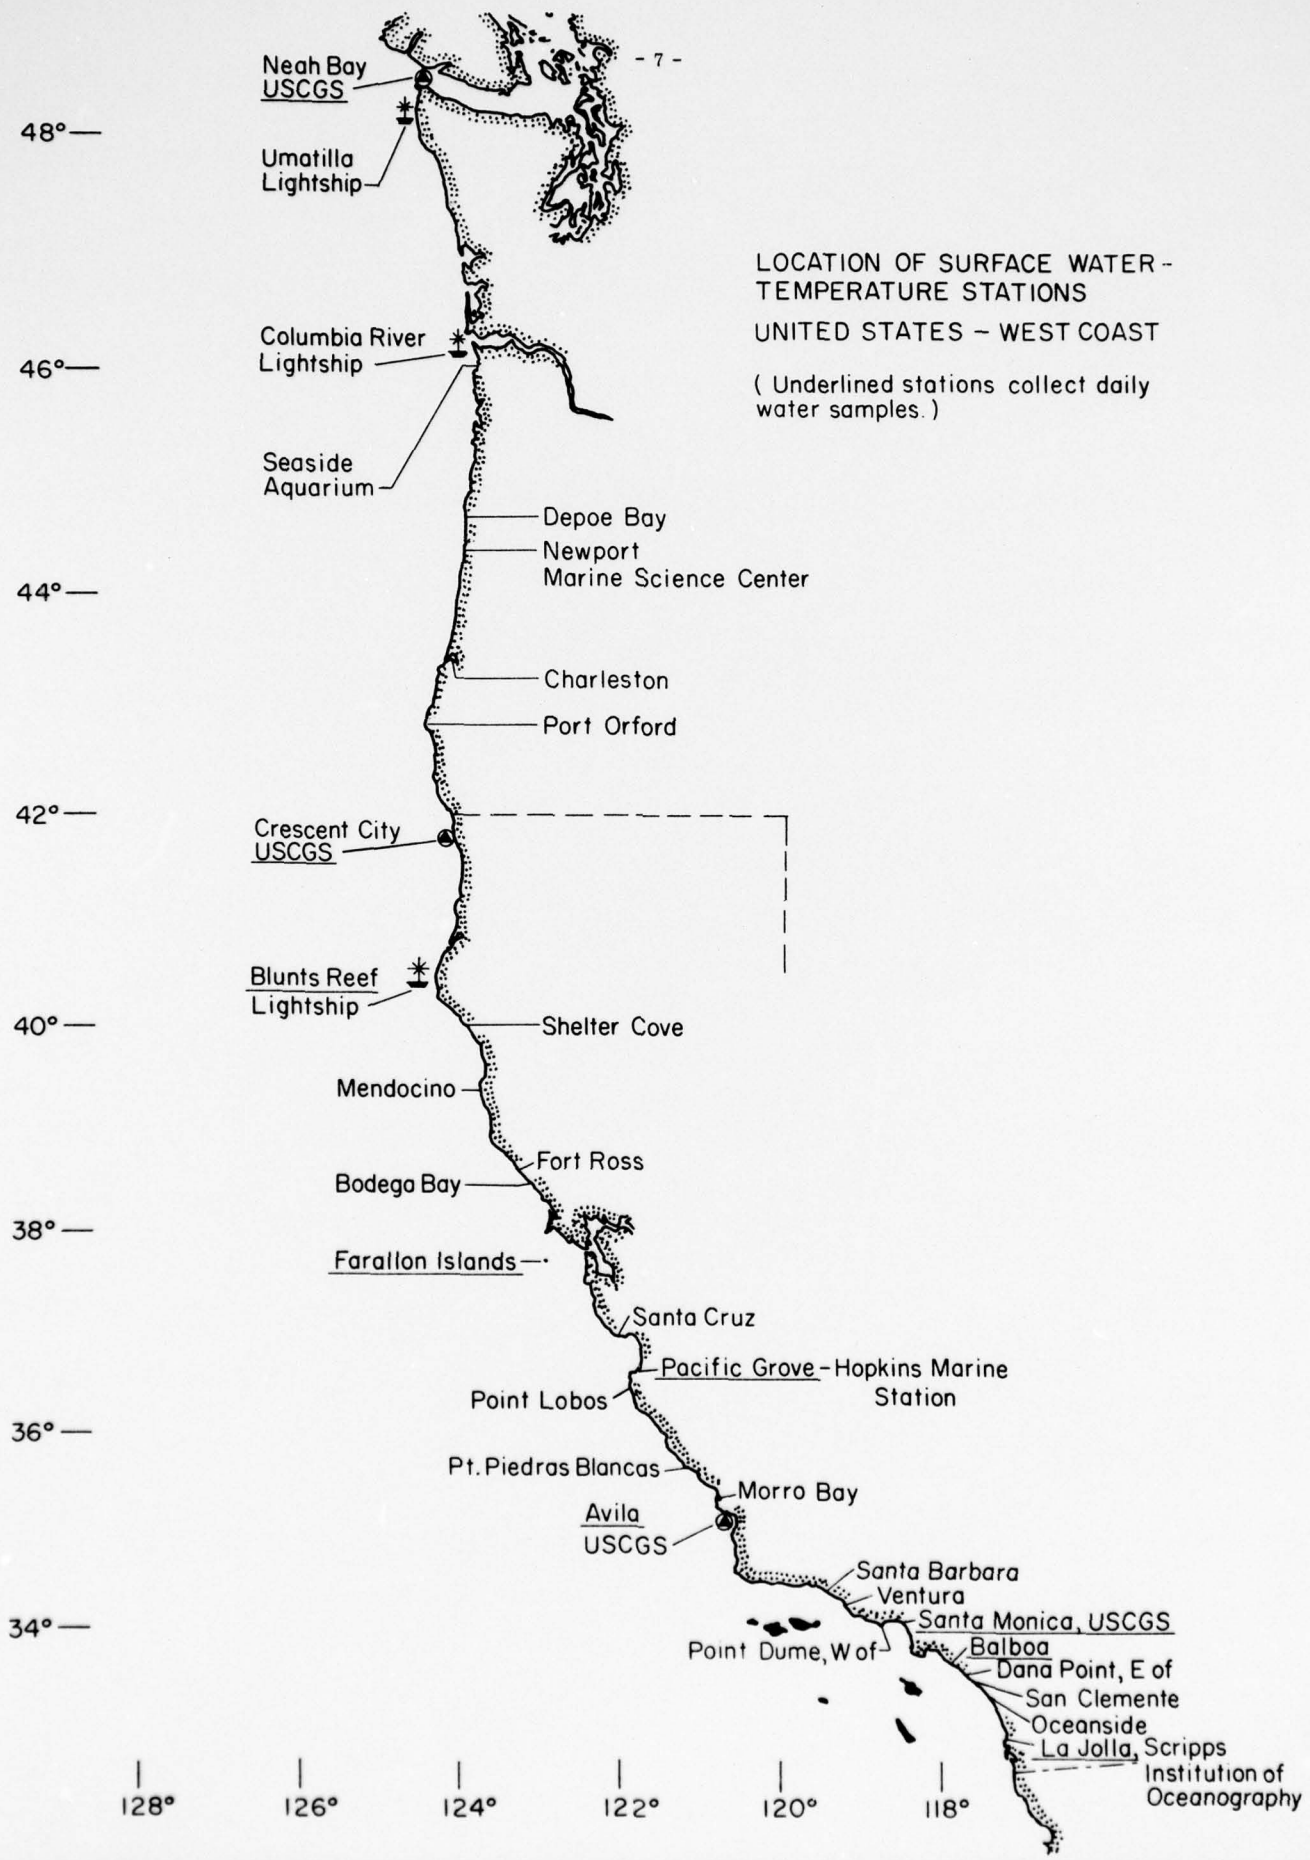 - 7 -
Neah Bay
USCGS
48°
Umatilla
Lightship
LOCATION OF SURFACE WATER-
TEMPERATURE STATIONS
UNITED STATES - WEST COAST
( Underlined stations collect daily
water samples. )
Columbia River
Lightship
46°
Seaside
Aquarium
Depoe Bay
Newport
Marine Science Center
44°
Charleston
Port Orford
42°
Crescent City
USCGS
Blunts Reef
Lightship
40°
Shelter Cove
Mendocino
Fort Ross
Bodega Bay
38°
Farallon Islands
Santa Cruz
Pacific Grove - Hopkins Marine
Station
Point Lobos
36°
Pt. Piedras Blancas
Morro Bay
Avila
USCGS
Santa Barbara
Ventura
34°
Santa Monica, USCGS
Point Dume, W of
Balboa
Dana Point, E of
San Clemente
Oceanside
La Jolla, Scripps
Institution of
Oceanography
128° 126° 124° 122° 120° 118°